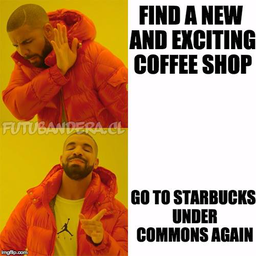 FIND A NEW
AND EXCITING
COFFEE SHOP
FUTUBANDERA.CL
GO TO STARBUCKS
UNDER
COMMONS AGAIN
imgflip.com